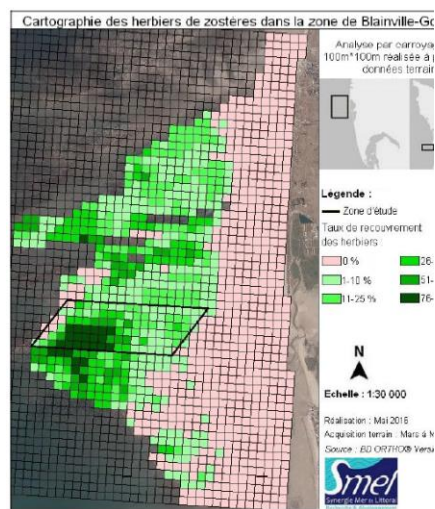 Cartographie des herbiers de zostères dans la zone de Blainville-Go
Analyse par carroyag
100m*100m réalisée à p
données terrain
Légende :
Zone d'étude
Taux de recouvrement
des herbiers :
0 %
1-10 %
11-25 %
26-
51-
76-
N
Echelle : 1:30 000
Réalisation : Mai 2016
Acquisition terrain : Mars à M
Source : BD ORTHO® Versi
Smel
Synergie Mer et Littoral